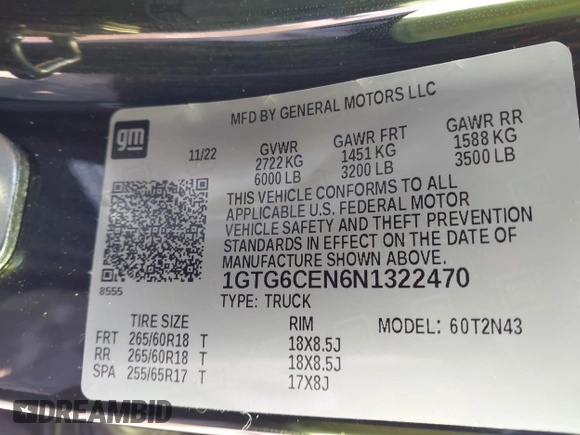 MFD BY GENERAL MOTORS LLC
gm
11/22 GVWR GAWR FRT GAWR RR
2722 KG 1451 KG 1588 KG
6000 LB 3200 LB 3500 LB
THIS VEHICLE CONFORMS TO ALL
APPLICABLE U.S. FEDERAL MOTOR
VEHICLE SAFETY AND THEFT PREVENTION
STANDARDS IN EFFECT ON THE DATE OF
MANUFACTURE SHOWN ABOVE.
8555
1GTG6CEN6N1322470
TYPE: TRUCK
TIRE SIZE RIM MODEL: 60T2N43
FRT 265/60R18 T 18X8.5J
RR 265/60R18 T 18X8.5J
SPA 255/65R17 T 17X8J
DREAMBID